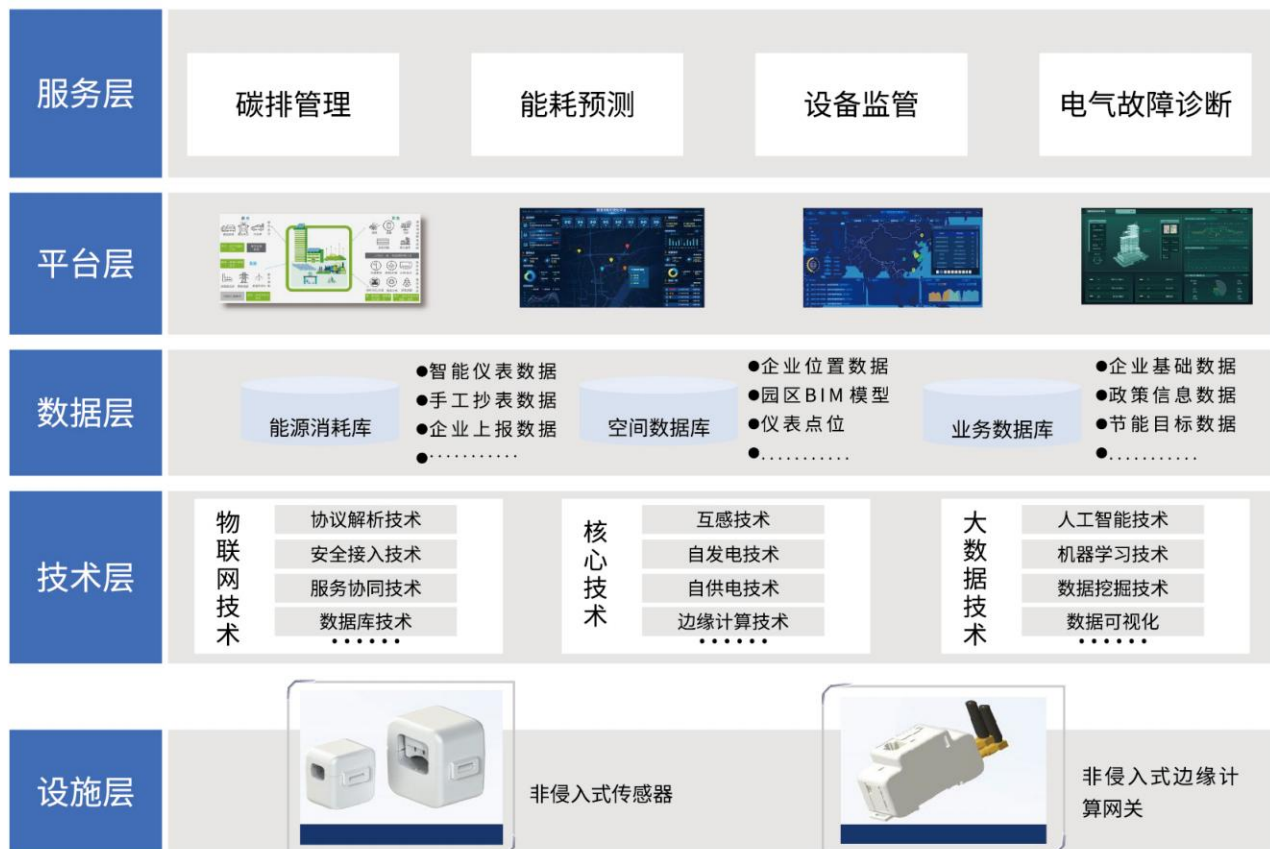 服务层
碳排管理
能耗预测
设备监管
电气故障诊断
平台层
数据层
能源消耗库
●智能仪表数据
●手工抄表数据
●企业上报数据
●...........
空间数据库
●企业位置数据
●园区BIM模型
●仪表点位
●...........
业务数据库
●企业基础数据
●政策信息数据
●节能目标数据
●...........
技术层
物联网技术
协议解析技术
安全接入技术
服务协同技术
数据库技术
••••••
核心技术
互感技术
自发电技术
自供电技术
边缘计算技术
••••••
大数据技术
人工智能技术
机器学习技术
数据挖掘技术
数据可视化
••••••
设施层
非侵入式传感器
非侵入式边缘计
算网关